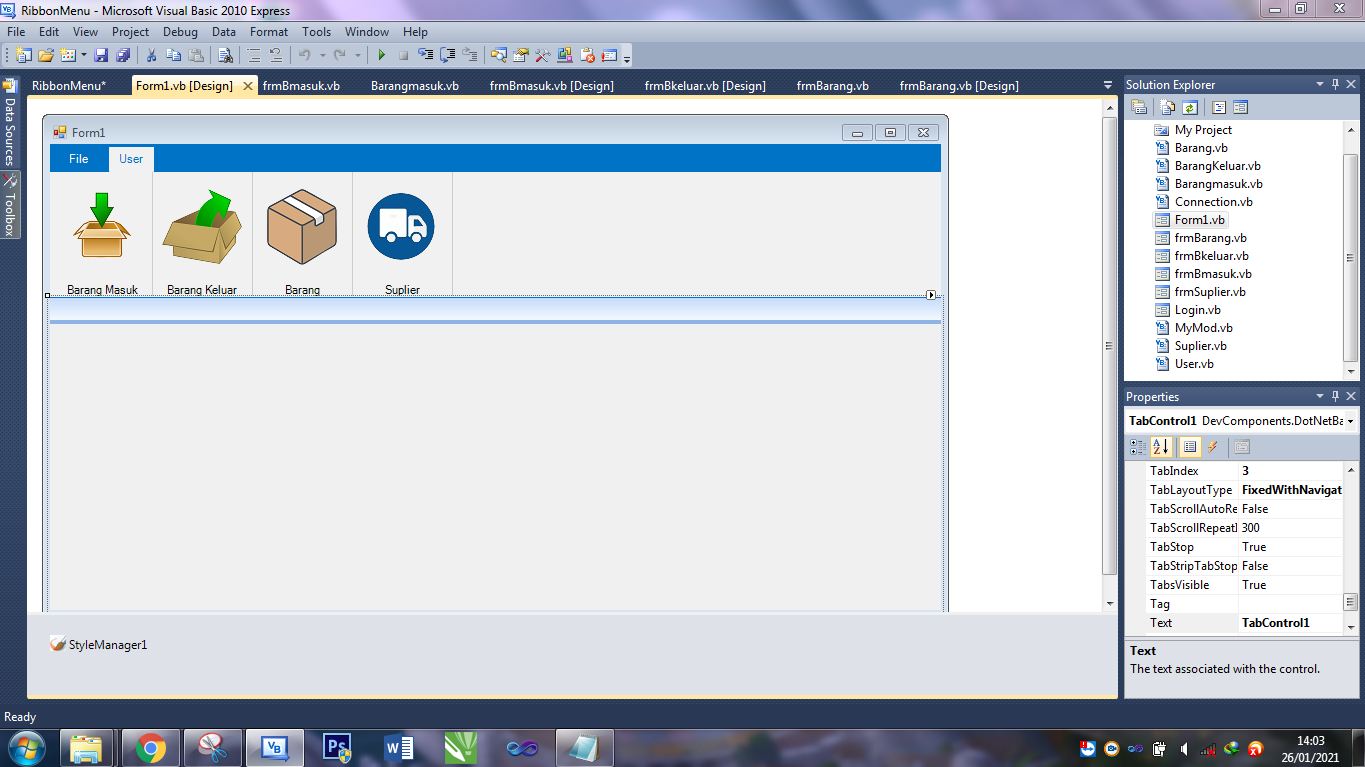 RibbonMenu - Microsoft Visual Basic 2010 Express
File Edit View Project Debug Data Format Tools Window Help
RibbonMenu* Form1.vb [Design] frmBmasuk.vb Barangmasuk.vb frmBmasuk.vb [Design] frmBkeluar.vb [Design] frmBarang.vb frmBarang.vb [Design]
Data Sources
Toolbox
Form1
File User
Barang Masuk Barang Keluar Barang Suplier
StyleManager1
Solution Explorer
My Project
Barang.vb
BarangKeluar.vb
Barangmasuk.vb
Connection.vb
Form1.vb
frmBarang.vb
frmBkeluar.vb
frmBmasuk.vb
frmSuplier.vb
Login.vb
MyMod.vb
Suplier.vb
User.vb
Properties
TabControl1 DevComponents.DotNetBa
TabIndex 3
TabLayoutType FixedWithNavigat
TabScrollAutoRe False
TabScrollRepeatI 300
TabStop True
TabStripTabStop False
TabsVisible True
Tag
Text TabControl1
Text
The text associated with the control.
Ready
14:03
26/01/2021